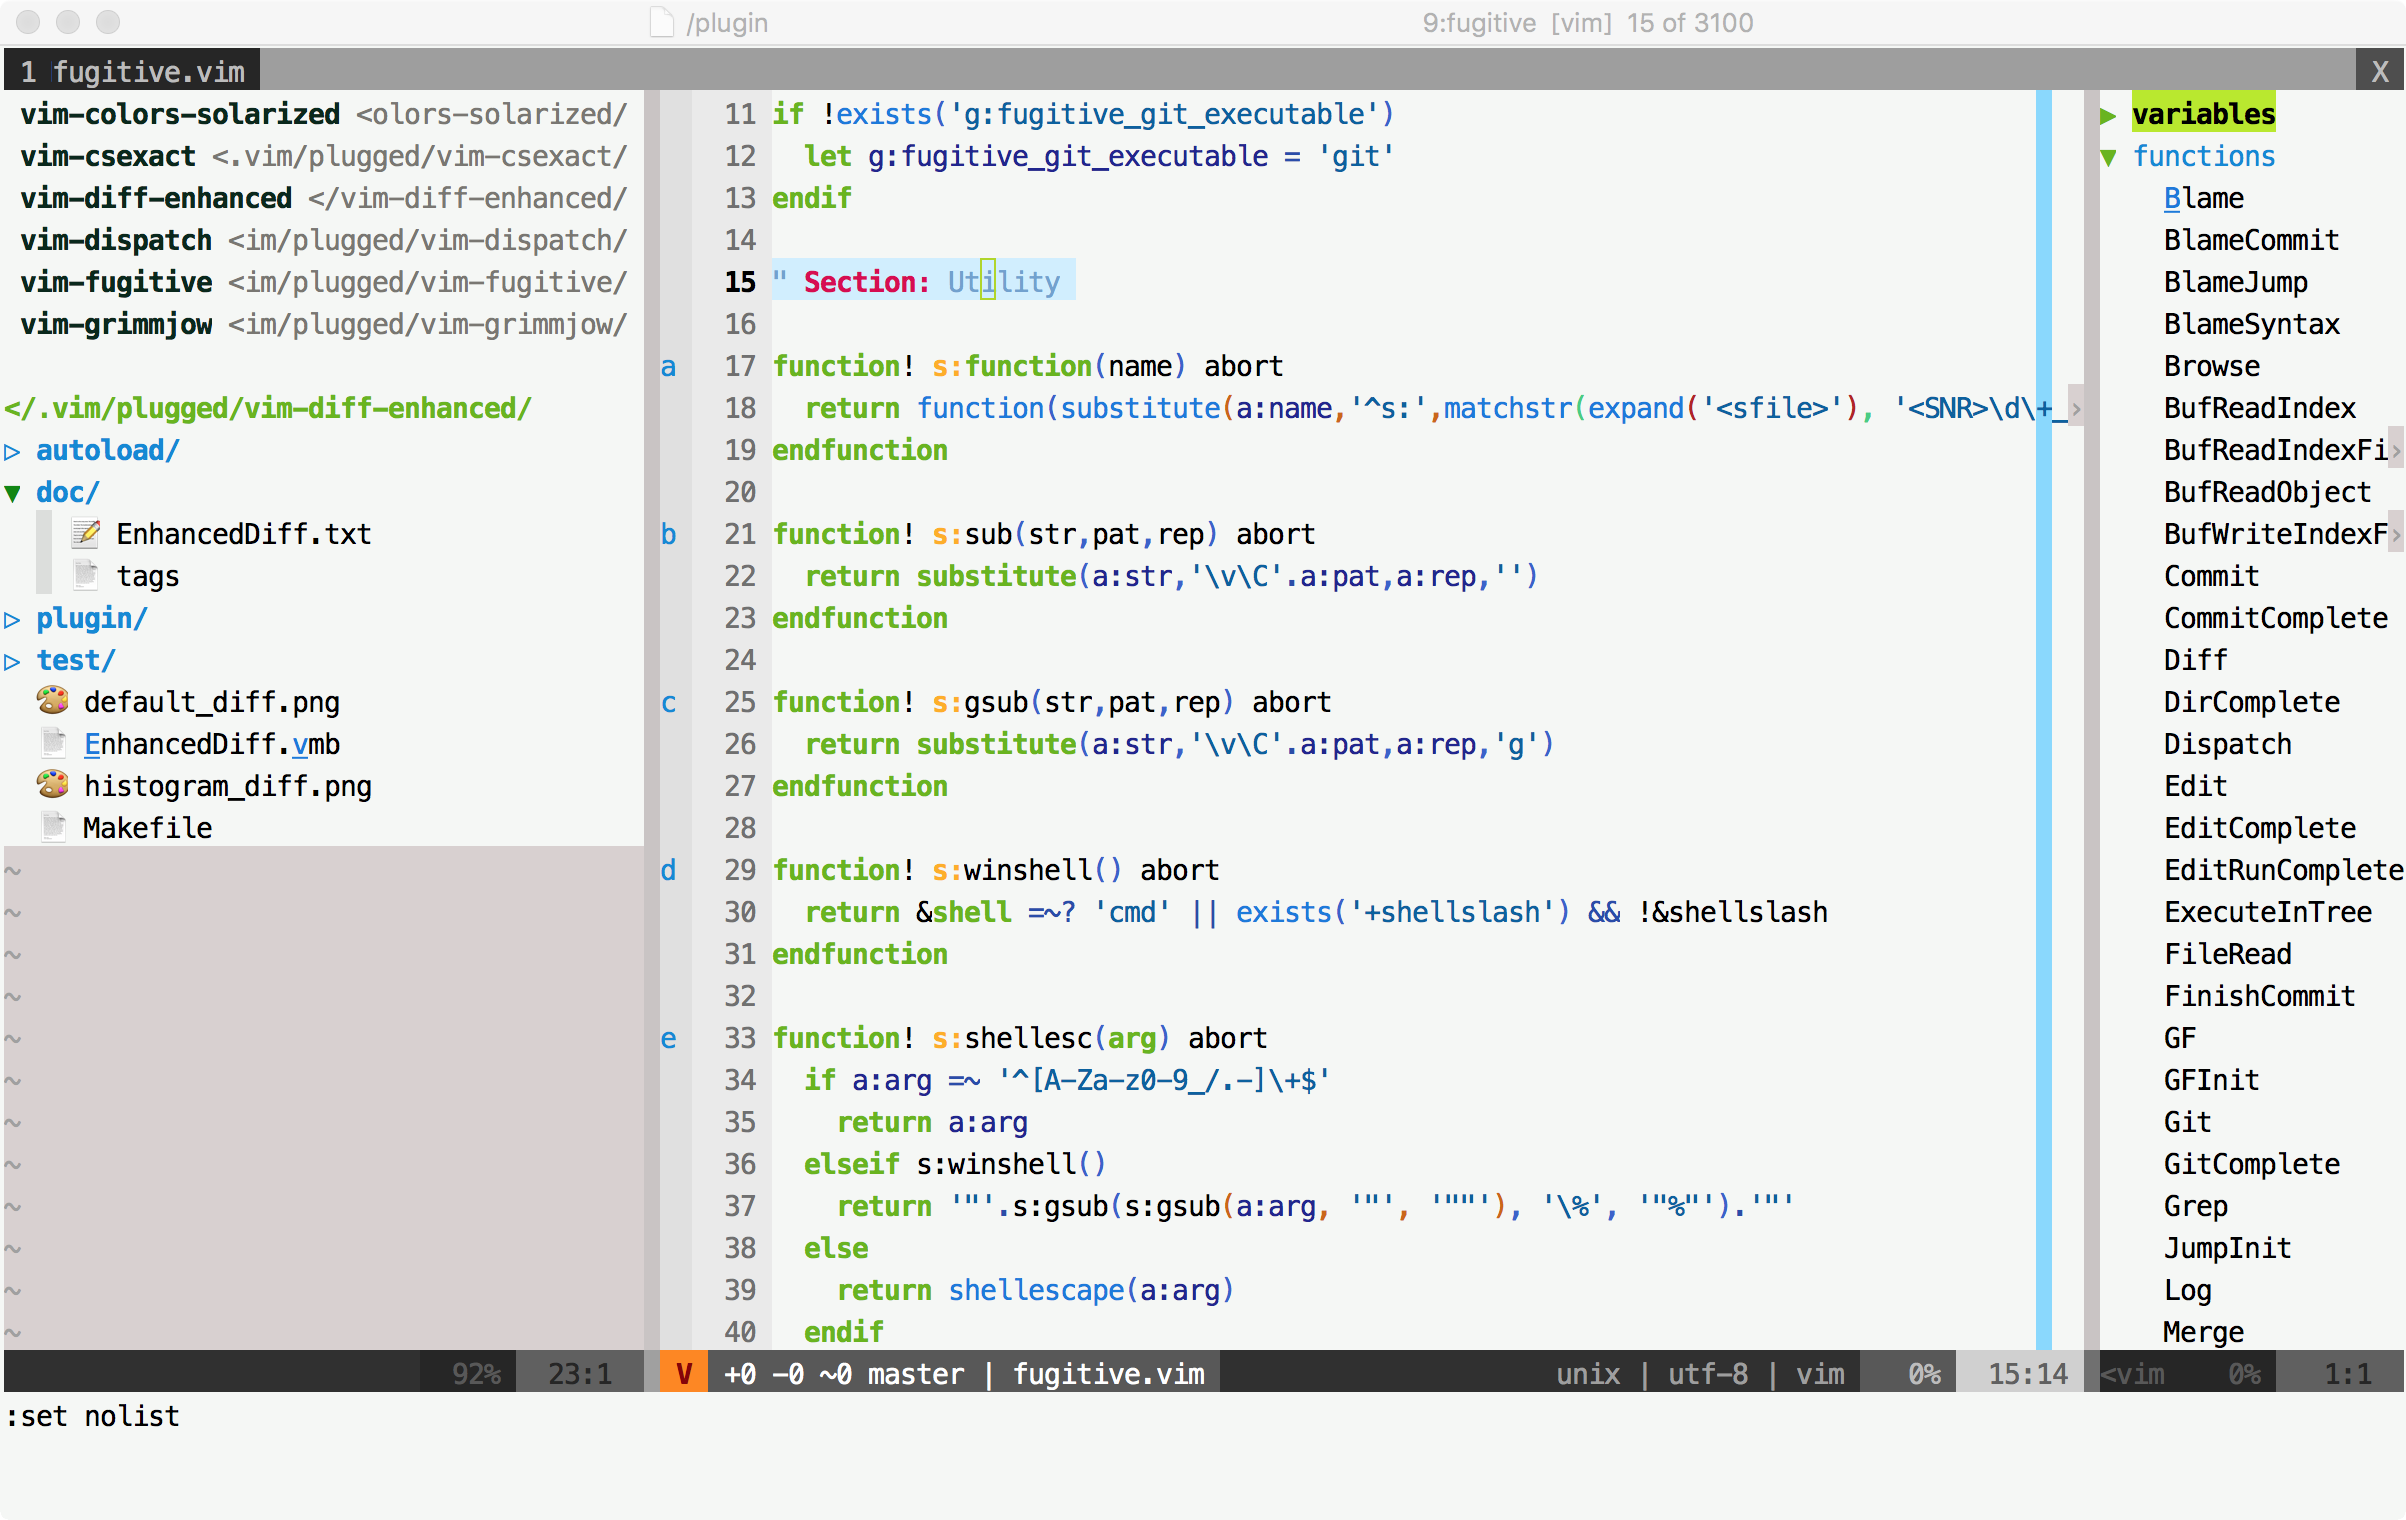 /plugin
9:fugitive [vim] 15 of 3100
1 fugitive.vim
X
vim-colors-solarized <olors-solarized/
vim-csexact <.vim/plugged/vim-csexact/
vim-diff-enhanced </vim-diff-enhanced/
vim-dispatch <im/plugged/vim-dispatch/
vim-fugitive <im/plugged/vim-fugitive/
vim-grimmjow <im/plugged/vim-grimmjow/
</.vim/plugged/vim-diff-enhanced/
▷ autoload/
▼ doc/
EnhancedDiff.txt
tags
▷ plugin/
▷ test/
default_diff.png
EnhancedDiff.vmb
histogram_diff.png
Makefile
~
~
~
~
~
~
~
~
~
~
~
~
92% 23:1
11 if !exists('g:fugitive_git_executable')
12   let g:fugitive_git_executable = 'git'
13 endif
14
15 " Section: Utility
16
a 17 function! s:function(name) abort
18   return function(substitute(a:name,'^s:',matchstr(expand('<sfile>'), '<SNR>\d\+_›
19 endfunction
20
b 21 function! s:sub(str,pat,rep) abort
22   return substitute(a:str,'\v\C'.a:pat,a:rep,'')
23 endfunction
24
c 25 function! s:gsub(str,pat,rep) abort
26   return substitute(a:str,'\v\C'.a:pat,a:rep,'g')
27 endfunction
28
d 29 function! s:winshell() abort
30   return &shell =~? 'cmd' || exists('+shellslash') && !&shellslash
31 endfunction
32
e 33 function! s:shellesc(arg) abort
34   if a:arg =~ '^[A-Za-z0-9_/.-]\+$'
35     return a:arg
36   elseif s:winshell()
37     return '"'.s:gsub(s:gsub(a:arg, '"', '""'), '\%', '"%"').'"'
38   else
39     return shellescape(a:arg)
40   endif
V +0 -0 ~0 master | fugitive.vim unix | utf-8 | vim 0% 15:14
▶ variables
▼ functions
Blame
BlameCommit
BlameJump
BlameSyntax
Browse
BufReadIndex
BufReadIndexFi›
BufReadObject
BufWriteIndexF›
Commit
CommitComplete
Diff
DirComplete
Dispatch
Edit
EditComplete
EditRunComplete
ExecuteInTree
FileRead
FinishCommit
GF
GFInit
Git
GitComplete
Grep
JumpInit
Log
Merge
<vim 0% 1:1
:set nolist